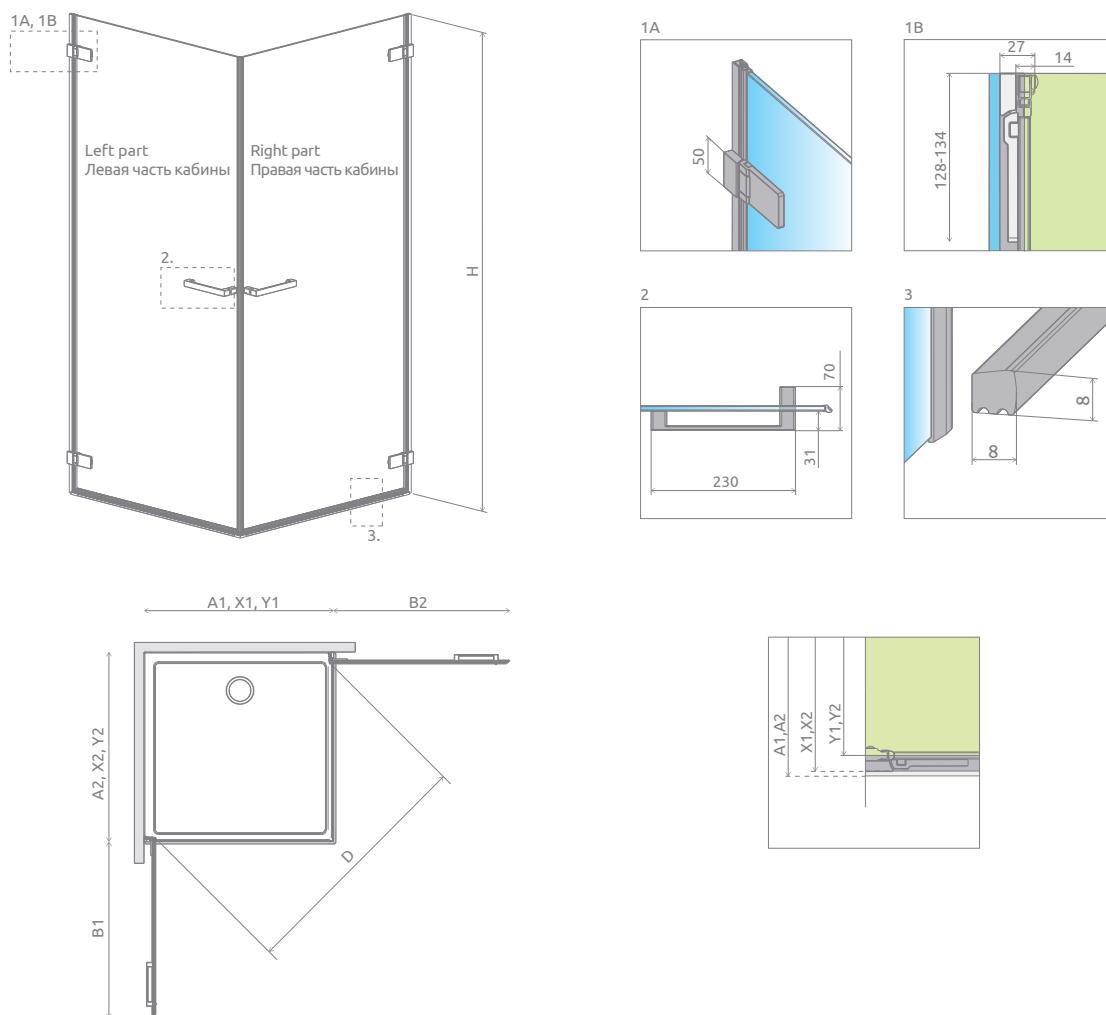 1A, 1B
Left part
Левая часть кабины
Right part
Правая часть кабины
2.
H
3.
1A
50
1B
27
14
128-134
2
70
31
230
3
8
8
A1, X1, Y1
B2
A2, X2, Y2
D
B1
A1,A2
X1,X2
Y1,Y2